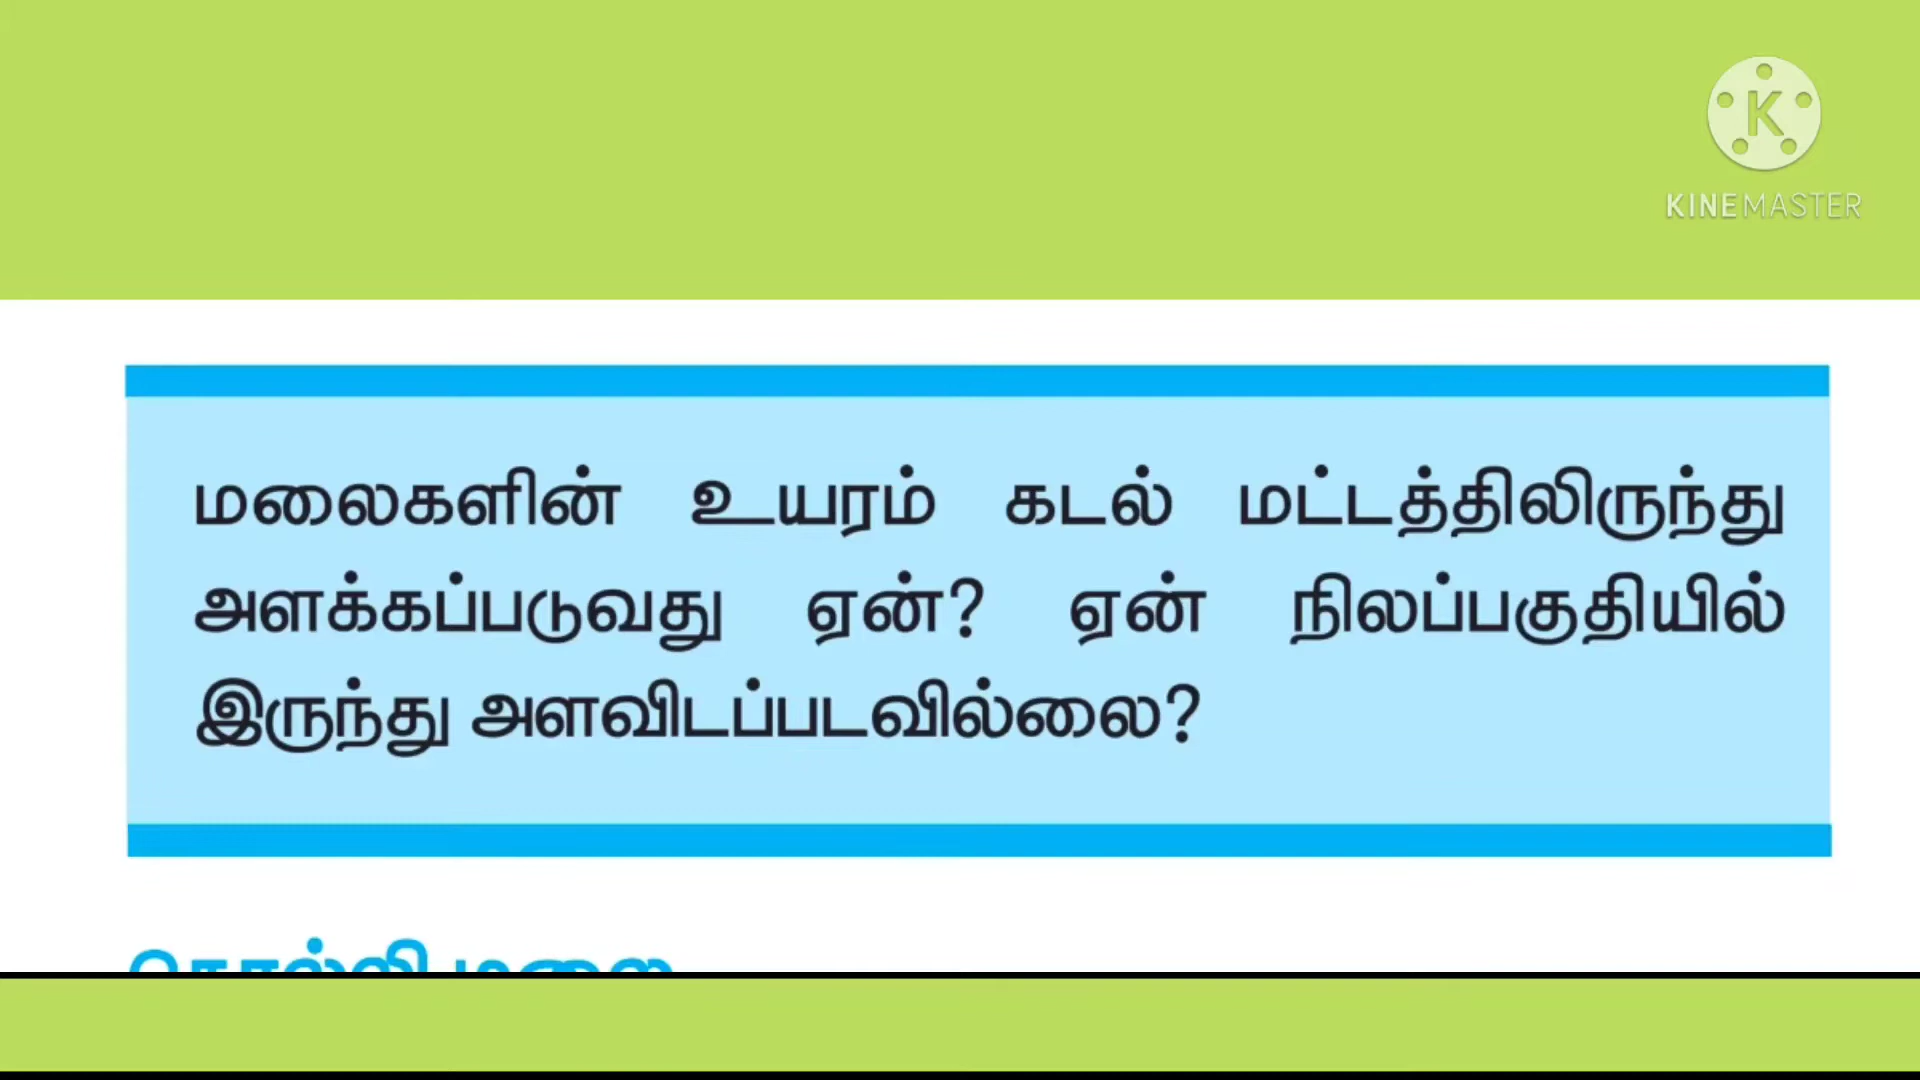 KINEMASTER
மலைகளின் உயரம் கடல் மட்டத்திலிருந்து
அளக்கப்படுவது ஏன்? ஏன் நிலப்பகுதியில்
இருந்து அளவிடப்படவில்லை?